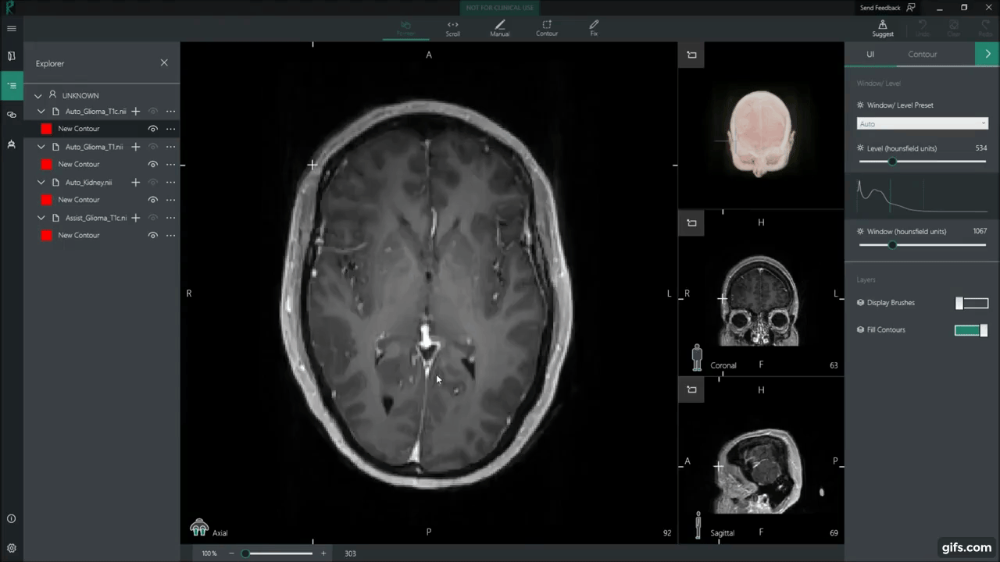 NOT FOR CLINICAL USE
Send Feedback
Pointer
Scroll
Manual
Contour
Fix
Suggest
Undo
Clear
Redo
Explorer
UNKNOWN
Auto_Glioma_T1c.nii
New Contour
Auto_Glioma_T1.nii
New Contour
Auto_Kidney.nii
New Contour
Assist_Glioma_T1c.ni
New Contour
A
R
L
P
Axial
92
100 %
303
H
R
L
Coronal
F
63
H
A
P
Sagittal
F
69
UI
Contour
Window/ Level
Window/ Level Preset
Auto
Level (hounsfield units)
534
Window (hounsfield units)
1067
Layers
Display Brushes
Fill Contours
gifs.com